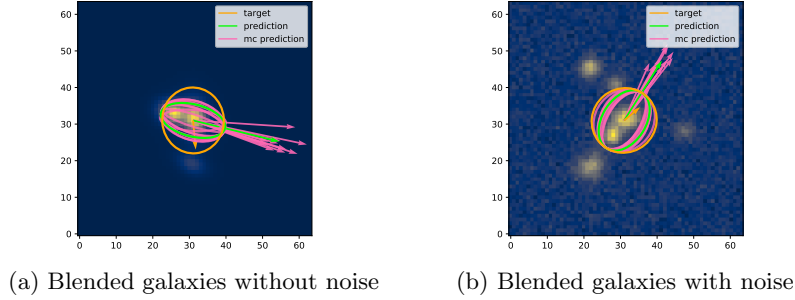 target
prediction
mc prediction
60
50
40
30
20
10
0
0 10 20 30 40 50 60
(a) Blended galaxies without noise
target
prediction
mc prediction
60
50
40
30
20
10
0
0 10 20 30 40 50 60
(b) Blended galaxies with noise